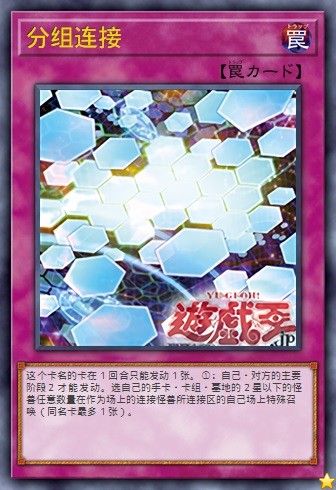 分组连接
トラップ
罠
【罠カード】
YU-GI-OH!
遊戯王
.jp
这个卡名的卡在1回合只能发动1张。①：自己·对方的主要
阶段2才能发动。选自己的手卡·卡组·墓地的2星以下的怪
兽任意数量在作为场上的连接怪兽所连接区的自己场上特殊召
唤（同名卡最多1张）。